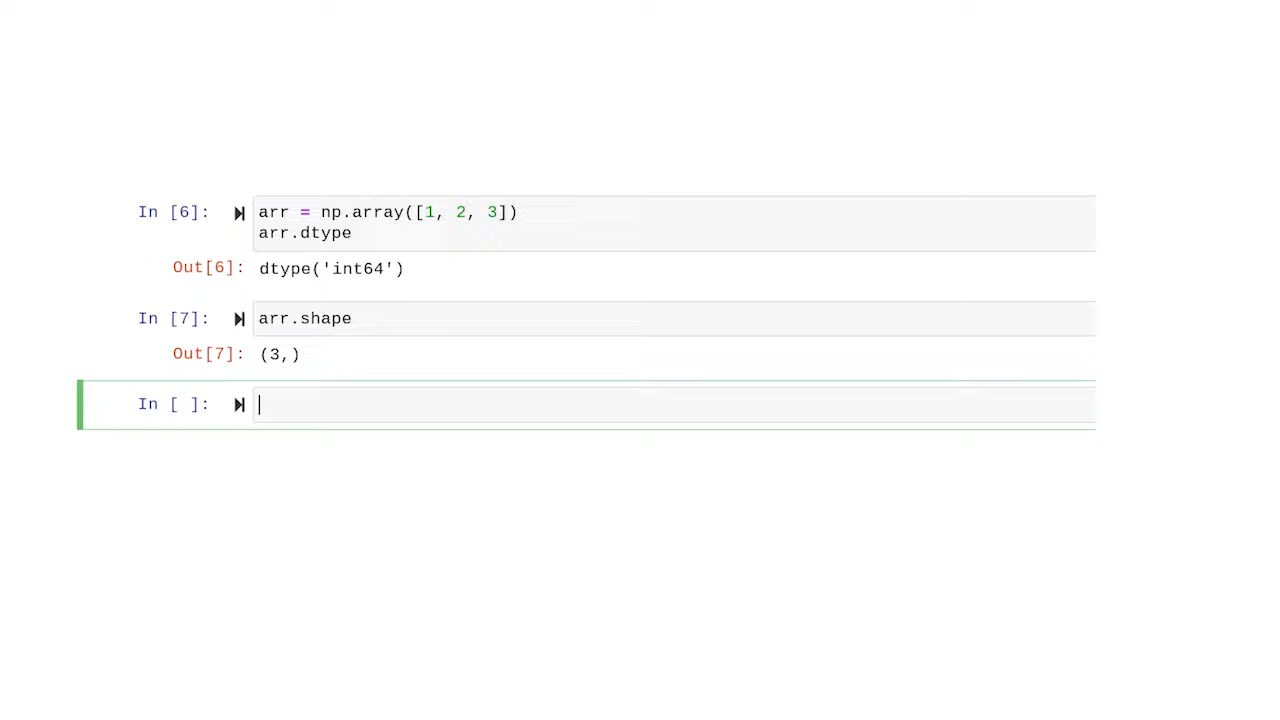 In [6]: arr = np.array([1, 2, 3])
arr.dtype
Out[6]: dtype('int64')
In [7]: arr.shape
Out[7]: (3,)
In [ ]: